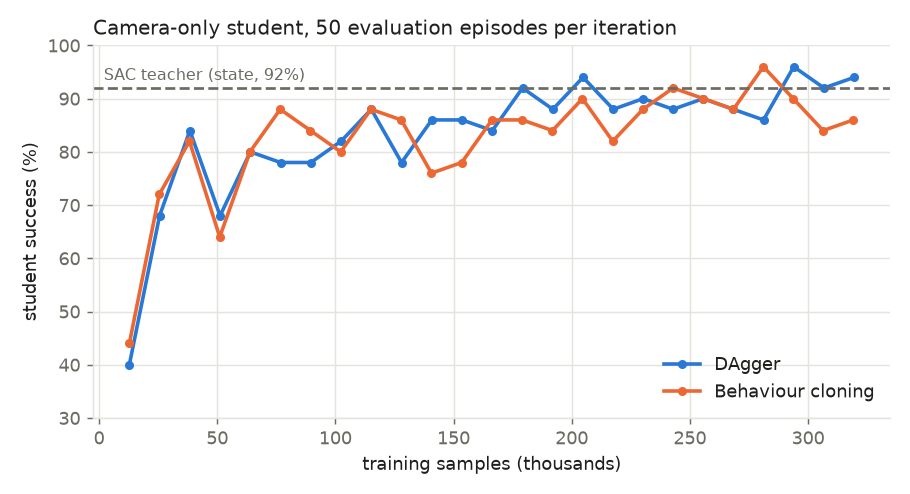 Camera-only student, 50 evaluation episodes per iteration
100
90
80
70
60
50
40
30
student success (%)
SAC teacher (state, 92%)
DAgger
Behaviour cloning
0
50
100
150
200
250
300
training samples (thousands)